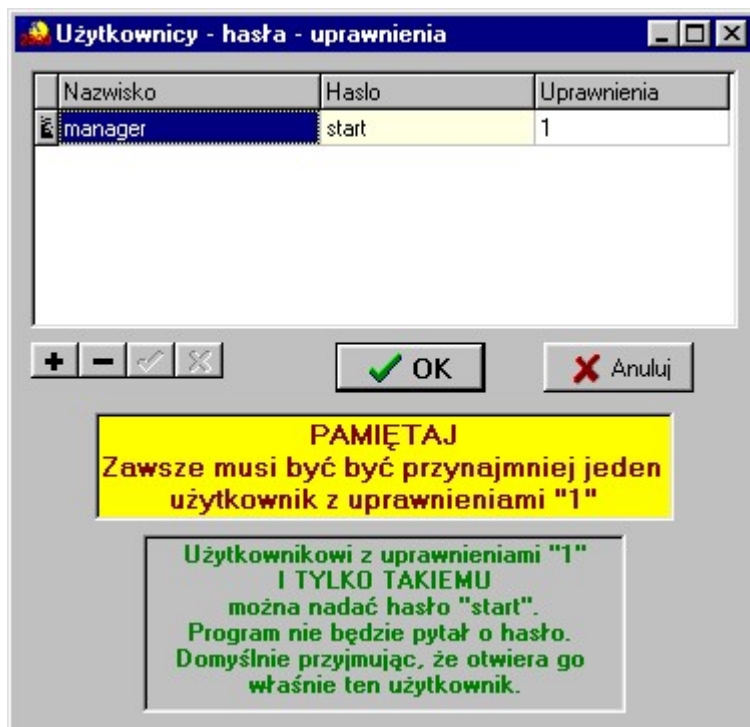 Użytkownicy - hasła - uprawnienia
Nazwisko Haslo Uprawnienia
manager start 1
OK Anuluj
PAMIĘTAJ
Zawsze musi być być przynajmniej jeden
użytkownik z uprawnieniami "1"
Użytkownikowi z uprawnieniami "1"
I TYLKO TAKIEMU
można nadać hasło "start".
Program nie będzie pytał o hasło.
Domyślnie przyjmując, że otwiera go
właśnie ten użytkownik.